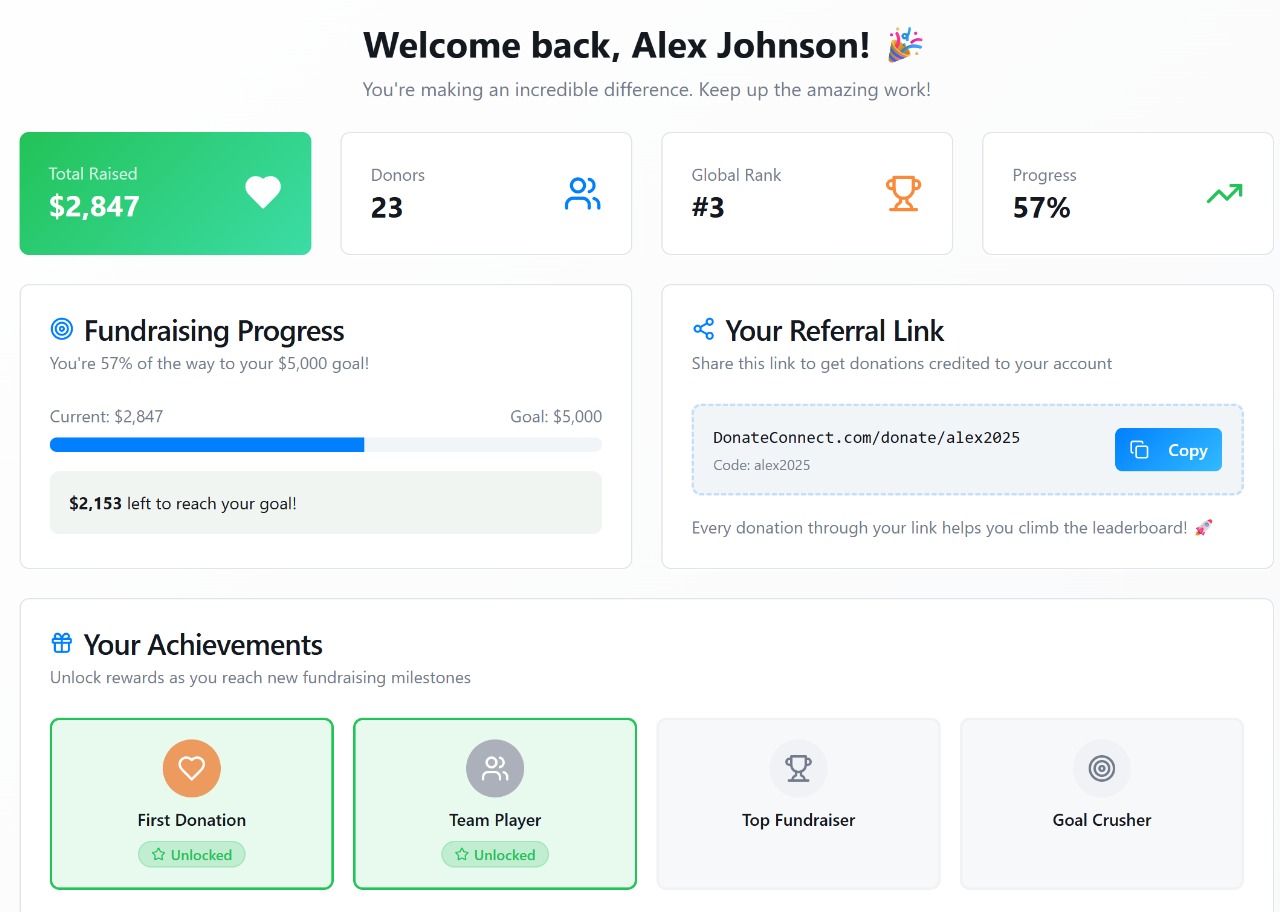 Welcome back, Alex Johnson! 🎉
You're making an incredible difference. Keep up the amazing work!
Total Raised
$2,847
Donors
23
Global Rank
#3
Progress
57%
Fundraising Progress
You're 57% of the way to your $5,000 goal!
Current: $2,847
Goal: $5,000
$2,153 left to reach your goal!
Your Referral Link
Share this link to get donations credited to your account
DonateConnect.com/donate/alex2025
Code: alex2025
Copy
Every donation through your link helps you climb the leaderboard! 🚀
Your Achievements
Unlock rewards as you reach new fundraising milestones
First Donation
Unlocked
Team Player
Unlocked
Top Fundraiser
Goal Crusher